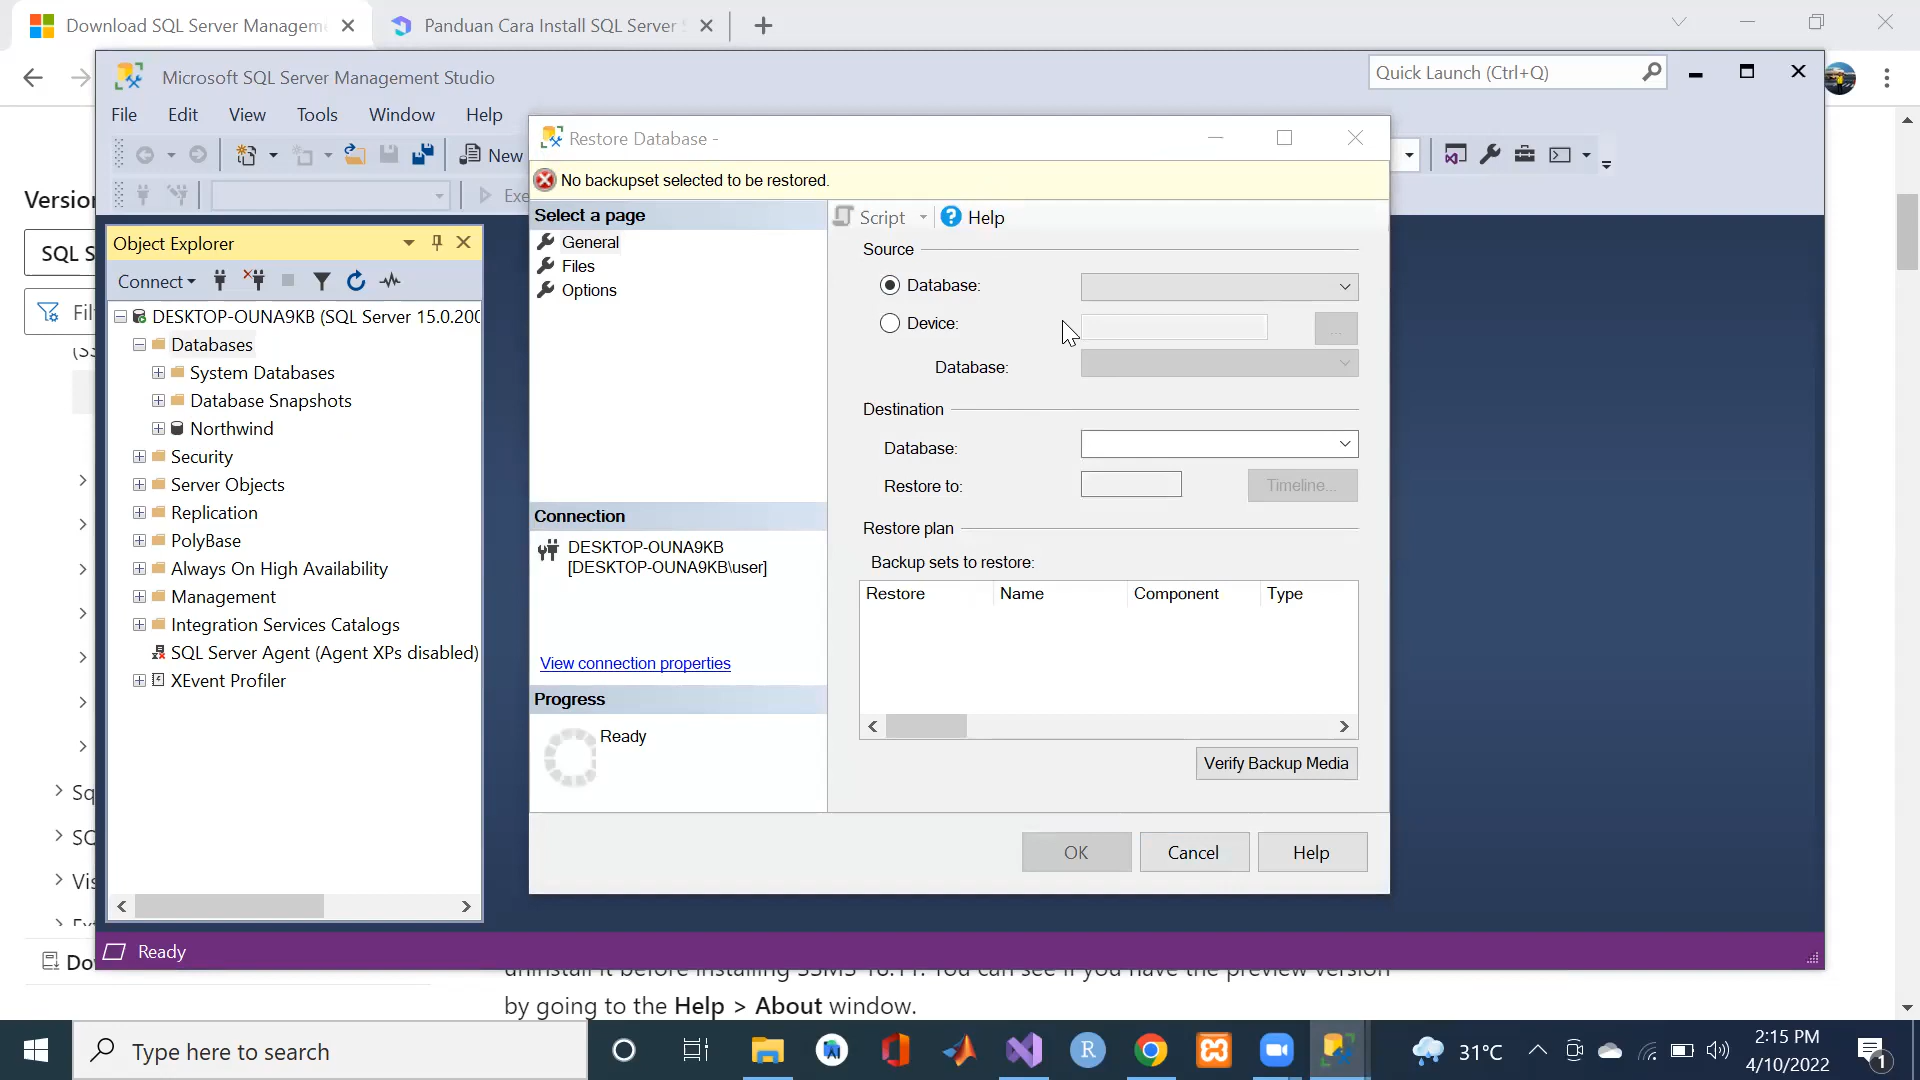 Download SQL Server Managem
Panduan Cara Install SQL Server
Microsoft SQL Server Management Studio
Quick Launch (Ctrl+Q)
File Edit View Tools Window Help
New
Exe
Version
SQL S
Restore Database -
No backupset selected to be restored.
Select a page
General
Files
Options
Script
Help
Object Explorer
Connect
DESKTOP-OUNA9KB (SQL Server 15.0.200
Databases
System Databases
Database Snapshots
Northwind
Security
Server Objects
Replication
PolyBase
Always On High Availability
Management
Integration Services Catalogs
SQL Server Agent (Agent XPs disabled)
XEvent Profiler
Source
Database:
Device:
...
Database:
Destination
Database:
Restore to:
Timeline...
Restore plan
Backup sets to restore:
Restore Name Component Type
Verify Backup Media
Connection
DESKTOP-OUNA9KB
[DESKTOP-OUNA9KB\user]
View connection properties
Progress
Ready
OK Cancel Help
Ready
by going to the Help > About window.
Type here to search
31°C
2:15 PM
4/10/2022
1